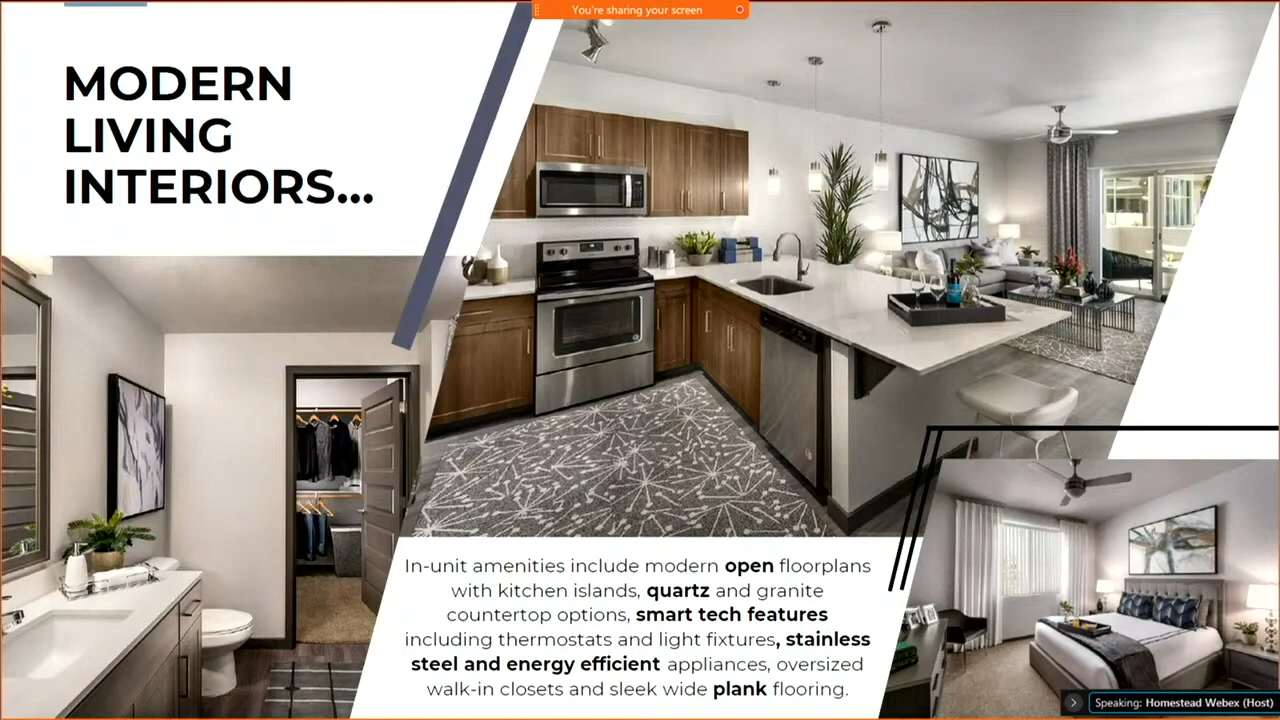 You're sharing your screen
MODERN
LIVING
INTERIORS...
In-unit amenities include modern open floorplans
with kitchen islands, quartz and granite
countertop options, smart tech features
including thermostats and light fixtures, stainless
steel and energy efficient appliances, oversized
walk-in closets and sleek wide plank flooring.
Speaking: Homestead Webex (Host)